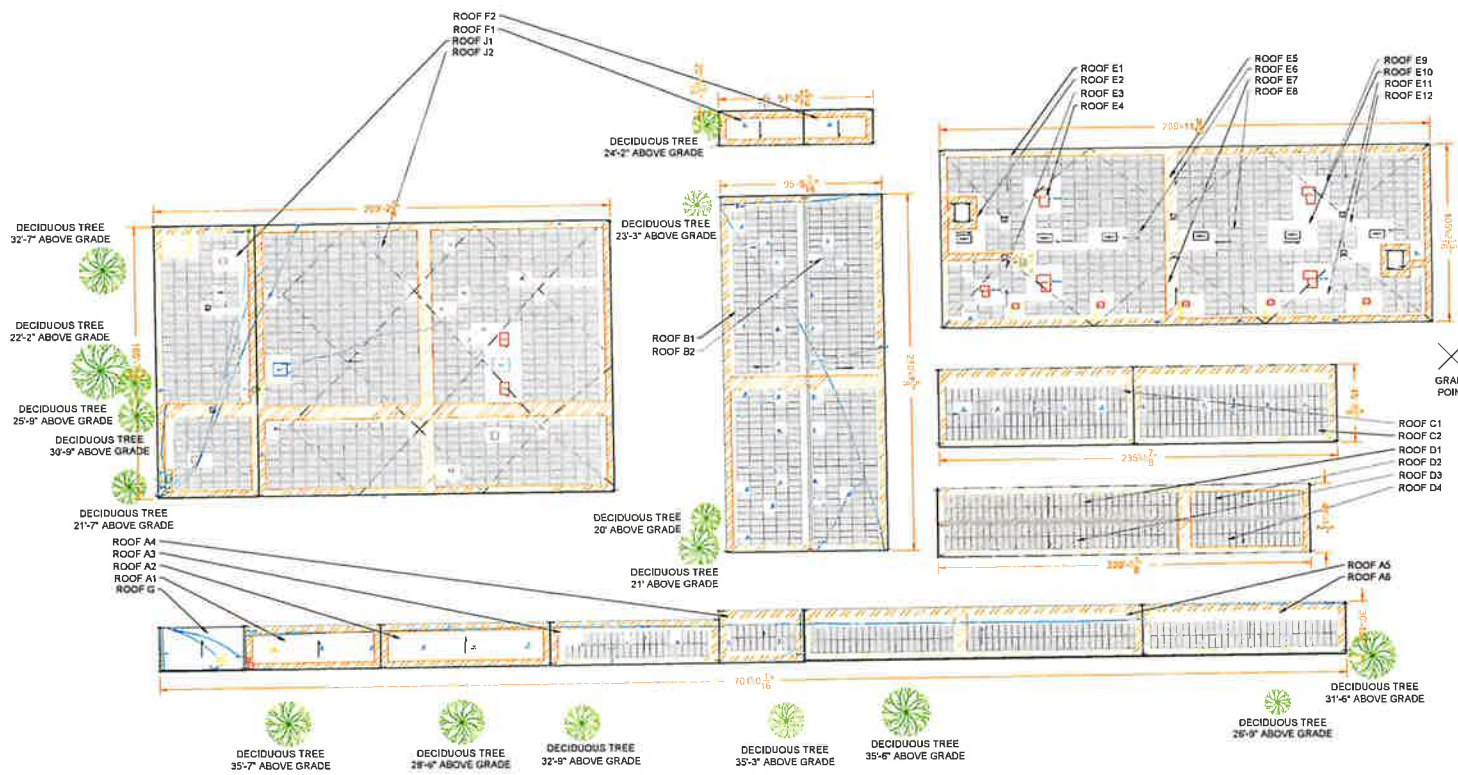 ROOF F2
ROOF F1
ROOF J1
ROOF J2
DECIDUOUS TREE
24'-2" ABOVE GRADE
ROOF E1
ROOF E2
ROOF E3
ROOF E4
ROOF E5
ROOF E6
ROOF E7
ROOF E8
ROOF E9
ROOF E10
ROOF E11
ROOF E12
DECIDUOUS TREE
32'-7" ABOVE GRADE
DECIDUOUS TREE
23'-3" ABOVE GRADE
DECIDUOUS TREE
22'-2" ABOVE GRADE
ROOF B1
ROOF B2
DECIDUOUS TREE
25'-9" ABOVE GRADE
DECIDUOUS TREE
30'-9" ABOVE GRADE
ROOF C1
ROOF C2
ROOF D1
ROOF D2
ROOF D3
ROOF D4
DECIDUOUS TREE
21'-7" ABOVE GRADE
DECIDUOUS TREE
20' ABOVE GRADE
DECIDUOUS TREE
21' ABOVE GRADE
ROOF A4
ROOF A3
ROOF A2
ROOF A1
ROOF G
ROOF A5
ROOF A6
DECIDUOUS TREE
31'-6" ABOVE GRADE
DECIDUOUS TREE
35'-7" ABOVE GRADE
DECIDUOUS TREE
ABOVE GRADE
DECIDUOUS TREE
32'-9" ABOVE GRADE
DECIDUOUS TREE
35'-3" ABOVE GRADE
DECIDUOUS TREE
35'-6" ABOVE GRADE
DECIDUOUS TREE
26'-9" ABOVE GRADE